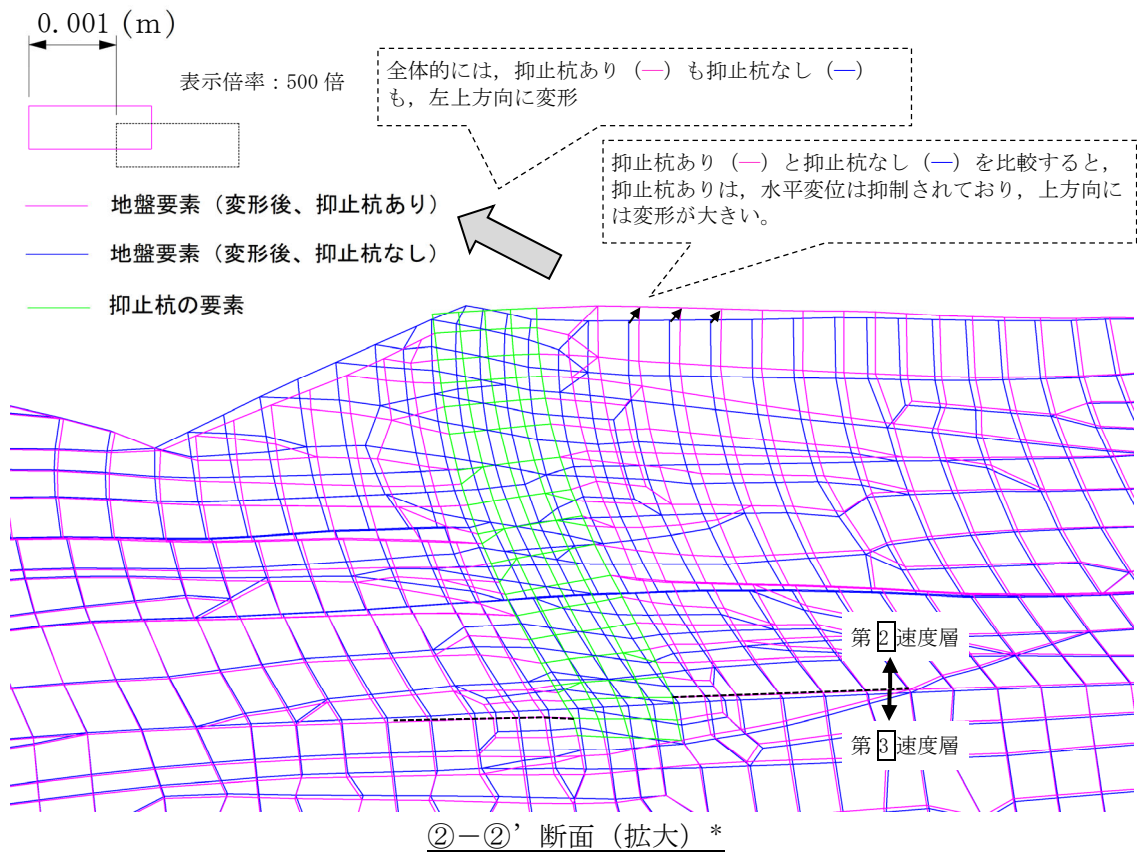 0.001 (m)
表示倍率：500 倍
全体的には，抑止杭あり（―）も抑止杭なし（―）
も，左上方向に変形
抑止杭あり（―）と抑止杭なし（―）を比較すると，
抑止杭ありは，水平変位は抑制されており，上方向に
は変形が大きい。
地盤要素（変形後、抑止杭あり）
地盤要素（変形後、抑止杭なし）
抑止杭の要素
第2速度層
第3速度層
②－②’断面（拡大）*